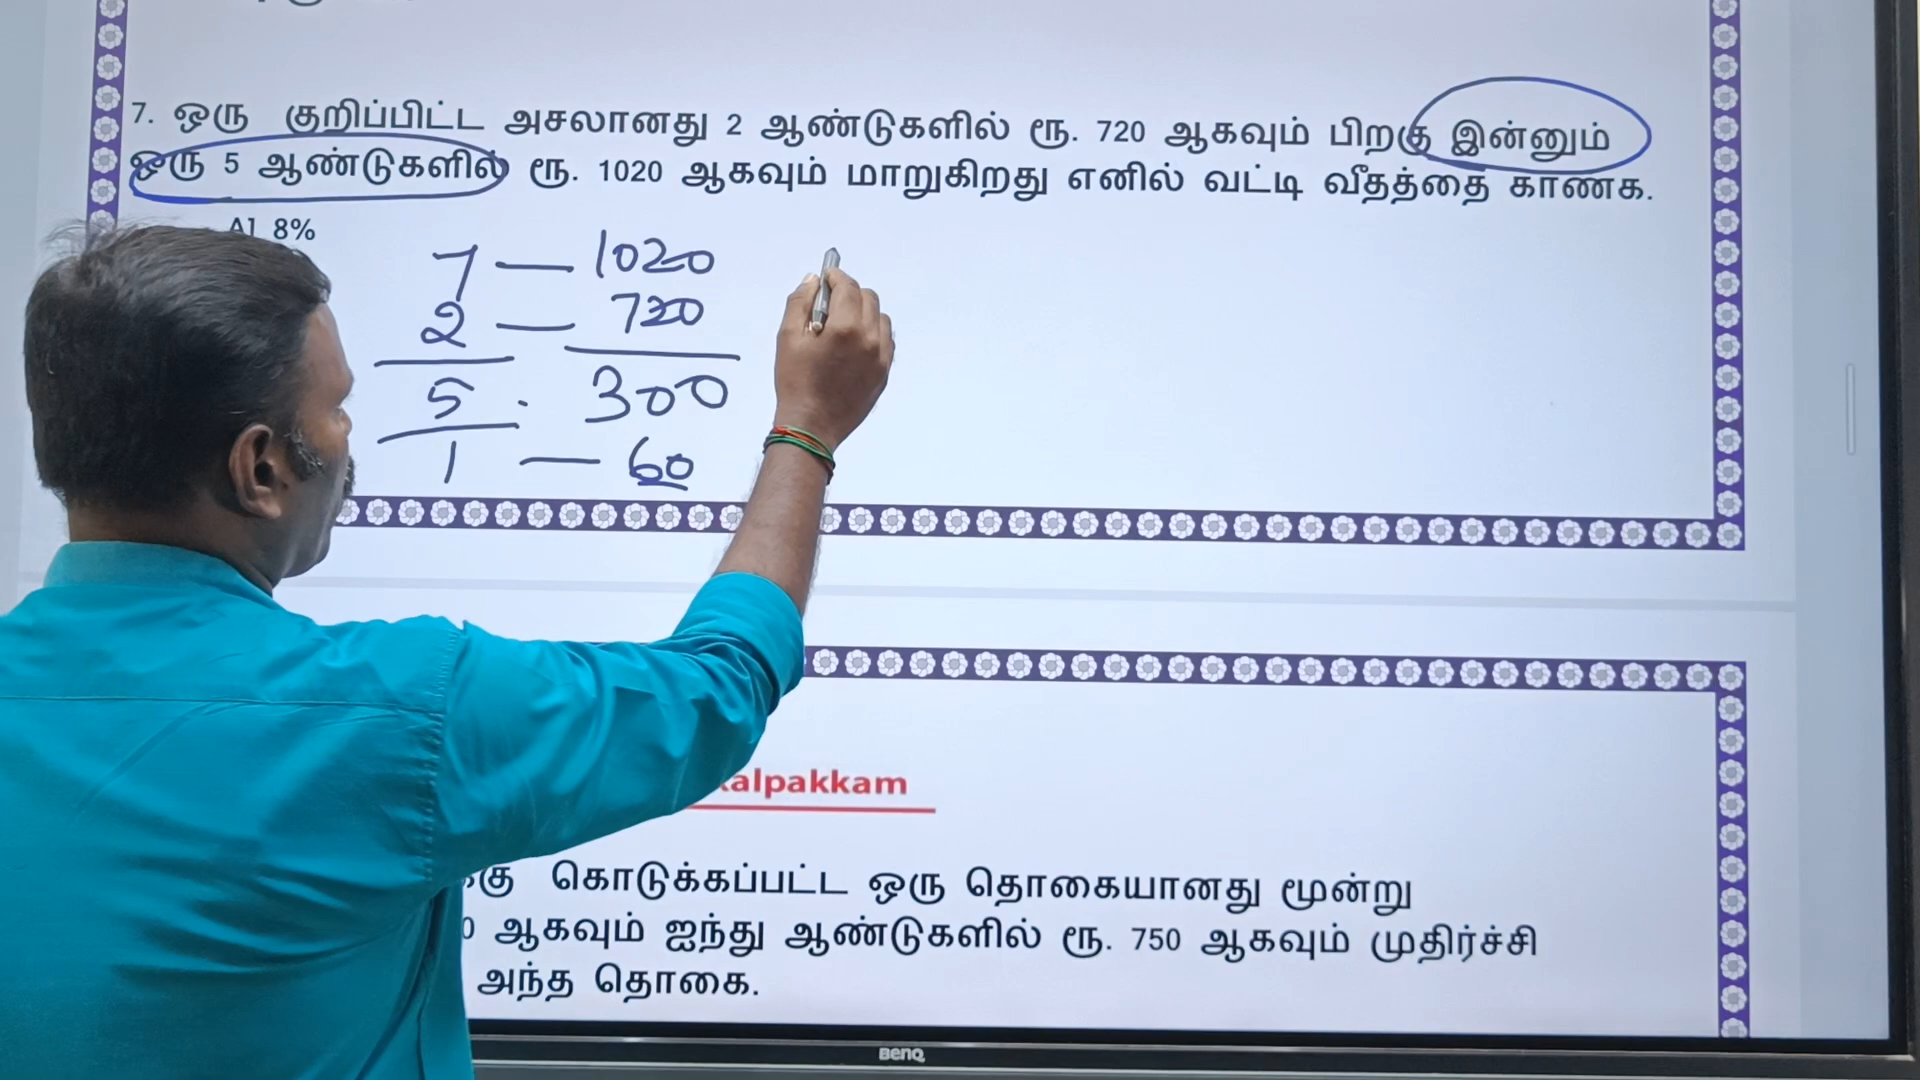 7. ஒரு குறிப்பிட்ட அசலானது 2 ஆண்டுகளில் ரூ. 720 ஆகவும் பிறகு இன்னும்
ஒரு 5 ஆண்டுகளில் ரூ. 1020 ஆகவும் மாறுகிறது எனில் வட்டி வீதத்தை காணக.
A] 8%
7 — 1020
2 — 720
5 . 300
1 — 60
kalpakkam
க்கு கொடுக்கப்பட்ட ஒரு தொகையானது மூன்று
0 ஆகவும் ஐந்து ஆண்டுகளில் ரூ. 750 ஆகவும் முதிர்ச்சி
அந்த தொகை.
BenQ